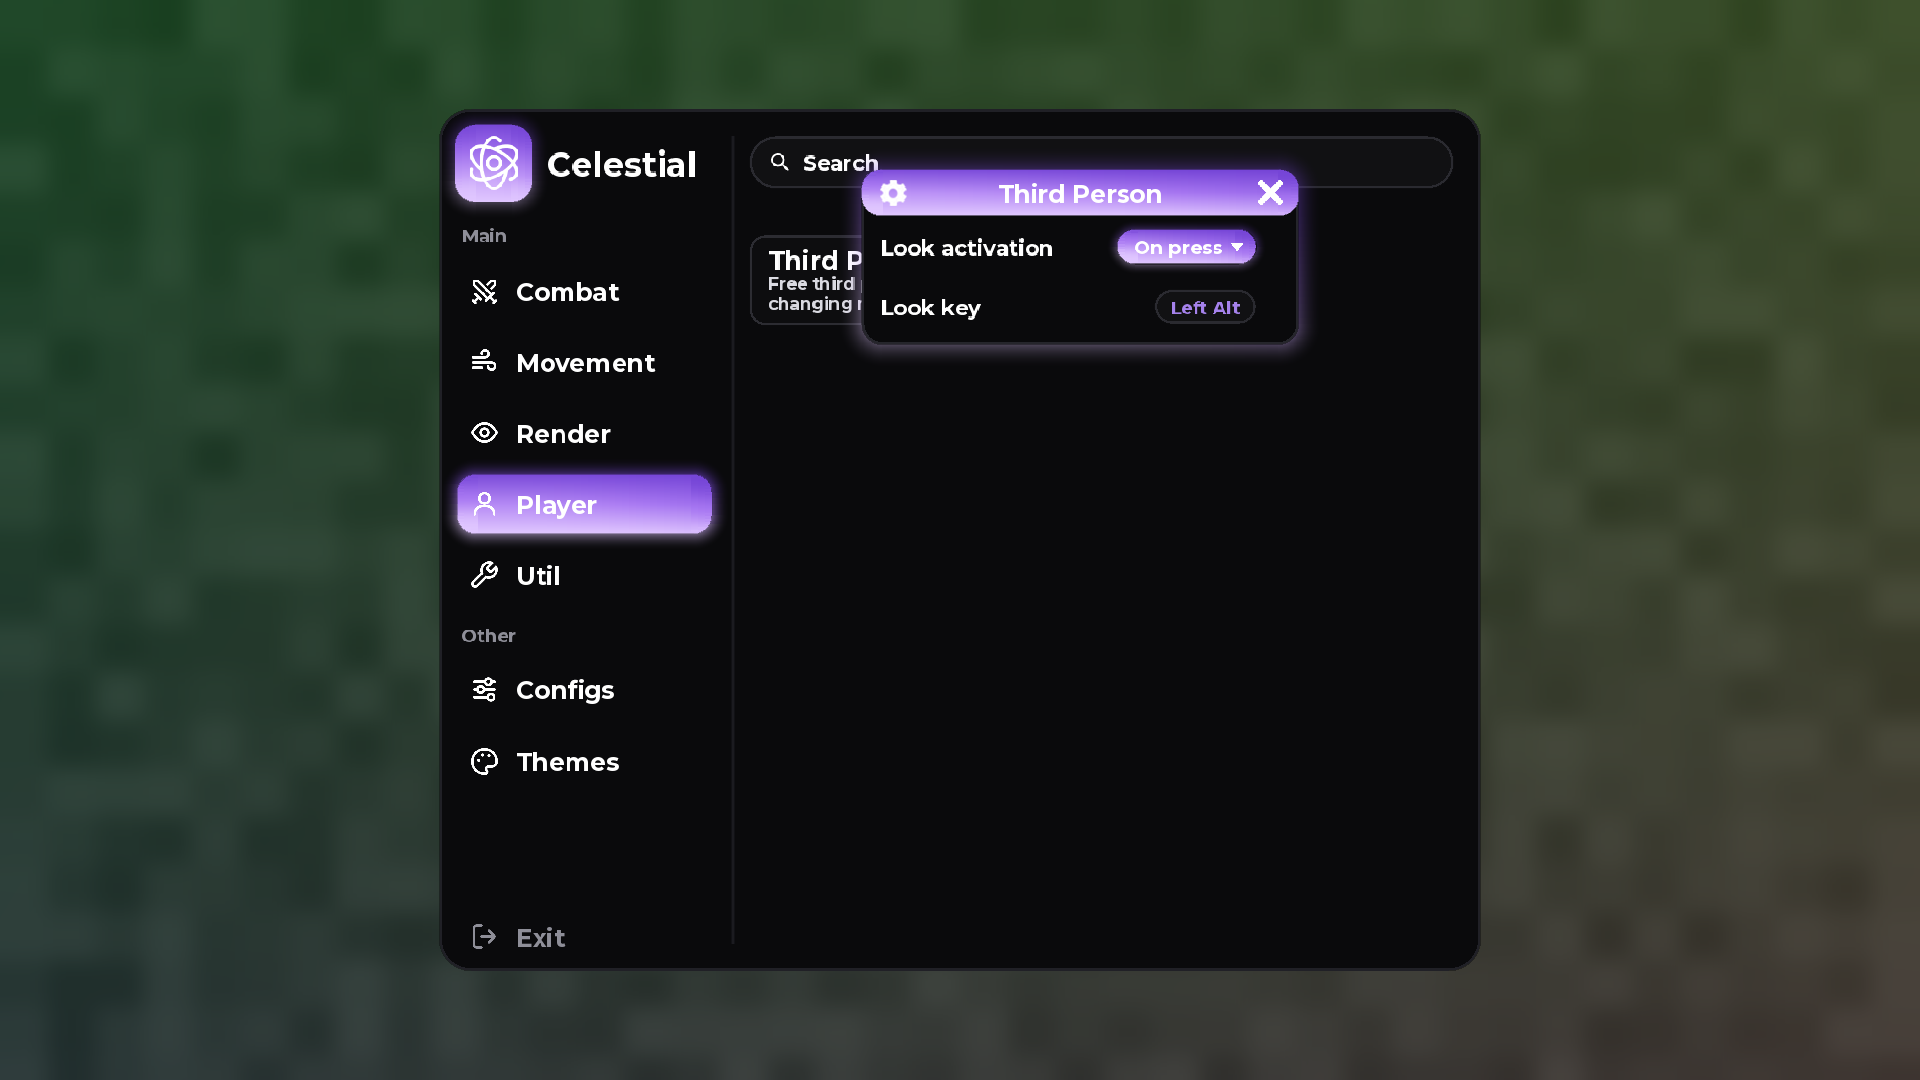 Celestial
Main
Combat
Movement
Render
Player
Util
Other
Configs
Themes
Exit
Search
Third Person
Look activation
On press
Look key
Left Alt
Third P
Free third
changing